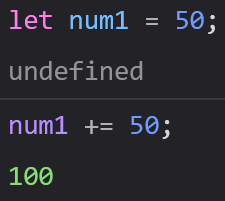 let num1 = 50;
undefined
num1 += 50;
100